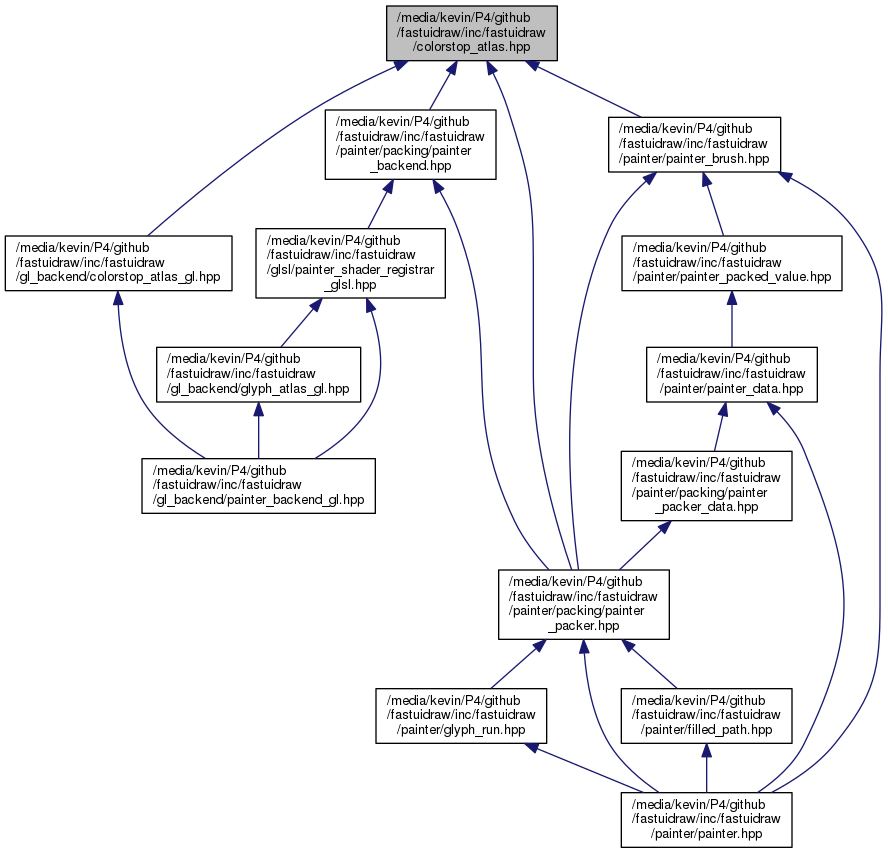 /media/kevin/P4/github
/fastuidraw/inc/fastuidraw
/colorstop_atlas.hpp
/media/kevin/P4/github
/fastuidraw/inc/fastuidraw
/painter/packing/painter
_backend.hpp
/media/kevin/P4/github
/fastuidraw/inc/fastuidraw
/painter/painter_brush.hpp
/media/kevin/P4/github
/fastuidraw/inc/fastuidraw
/gl_backend/colorstop_atlas_gl.hpp
/media/kevin/P4/github
/fastuidraw/inc/fastuidraw
/glsl/painter_shader_registrar
_glsl.hpp
/media/kevin/P4/github
/fastuidraw/inc/fastuidraw
/painter/painter_packed_value.hpp
/media/kevin/P4/github
/fastuidraw/inc/fastuidraw
/gl_backend/glyph_atlas_gl.hpp
/media/kevin/P4/github
/fastuidraw/inc/fastuidraw
/painter/painter_data.hpp
/media/kevin/P4/github
/fastuidraw/inc/fastuidraw
/gl_backend/painter_backend_gl.hpp
/media/kevin/P4/github
/fastuidraw/inc/fastuidraw
/painter/packing/painter
_packer_data.hpp
/media/kevin/P4/github
/fastuidraw/inc/fastuidraw
/painter/packing/painter
_packer.hpp
/media/kevin/P4/github
/fastuidraw/inc/fastuidraw
/painter/glyph_run.hpp
/media/kevin/P4/github
/fastuidraw/inc/fastuidraw
/painter/filled_path.hpp
/media/kevin/P4/github
/fastuidraw/inc/fastuidraw
/painter/painter.hpp